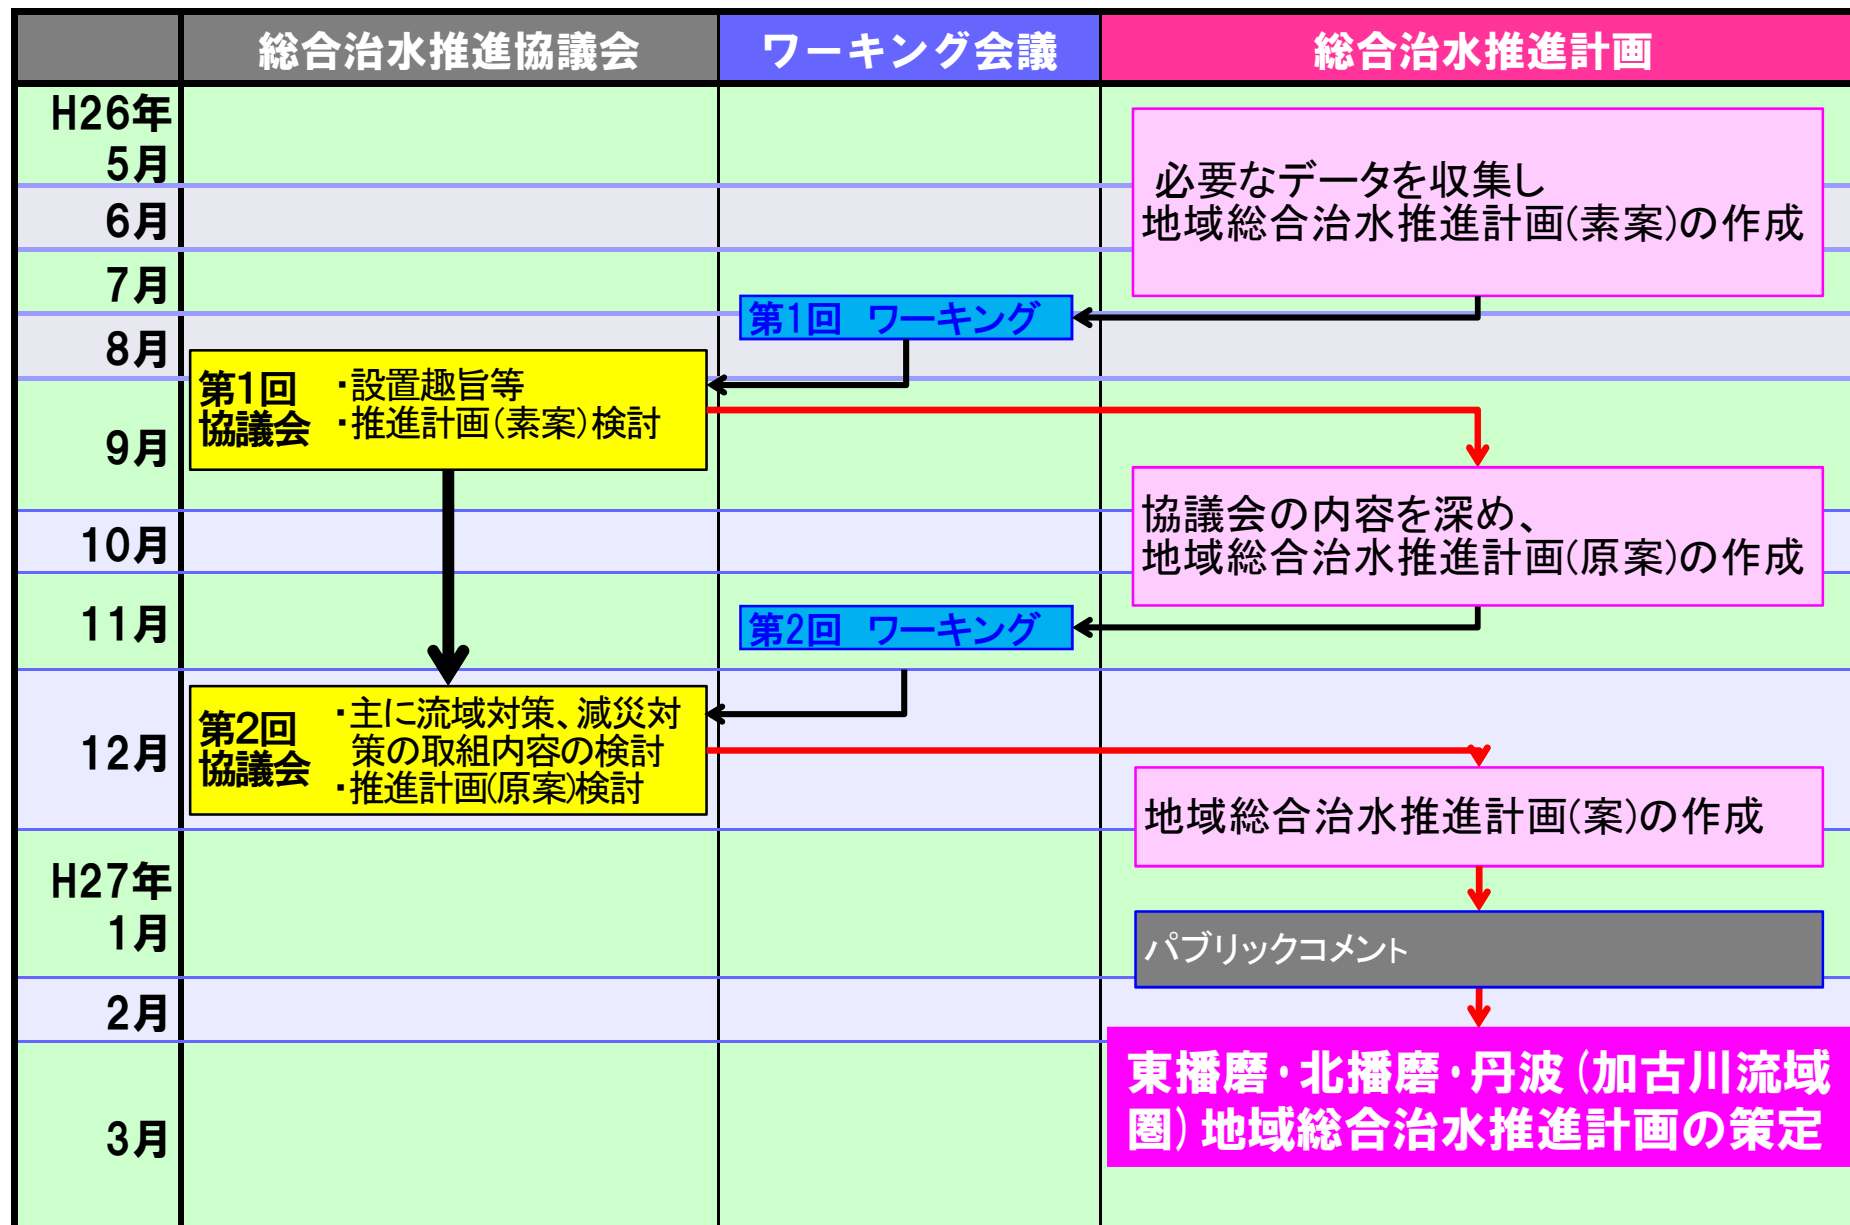 総合治水推進協議会
ワーキング会議
総合治水推進計画
H26年
5月
必要なデータを収集し
地域総合治水推進計画(素案)の作成
6月
7月
第1回　ワーキング
8月
第1回
協議会
・設置趣旨等
・推進計画(素案)検討
9月
協議会の内容を深め、
地域総合治水推進計画(原案)の作成
10月
11月
第2回　ワーキング
12月
第2回
協議会
・主に流域対策、減災対
策の取組内容の検討
・推進計画(原案)検討
地域総合治水推進計画(案)の作成
H27年
1月
パブリックコメント
2月
3月
東播磨・北播磨・丹波(加古川流域
圏)地域総合治水推進計画の策定